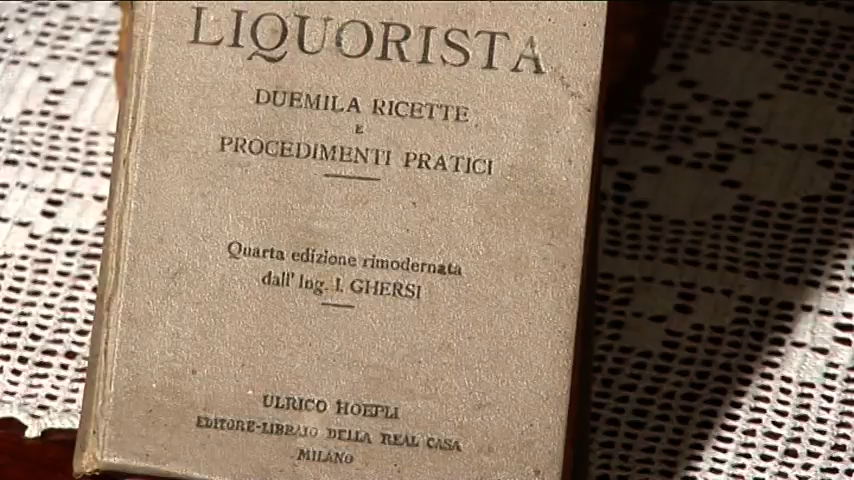 LIQUORISTA
DUEMILA RICETTE
E
PROCEDIMENTI PRATICI
Quarta edizione rimodernata
dall' Ing. I. GHERSI
ULRICO HOEPLI
EDITORE-LIBRAIO DELLA REAL CASA
MILANO